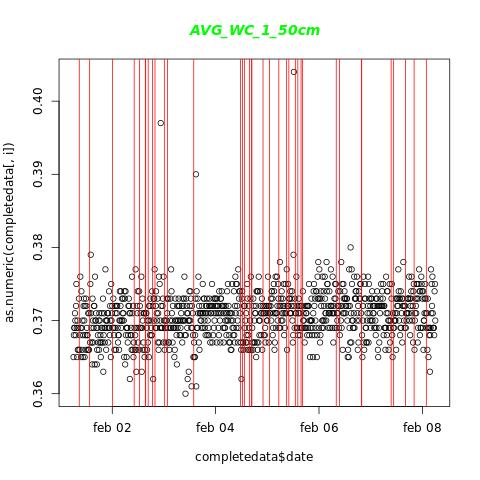 AVG_WC_1_50cm
as.numeric(completedata[, i])
0.40
0.39
0.38
0.37
0.36
feb 02 feb 04 feb 06 feb 08
completedata$date